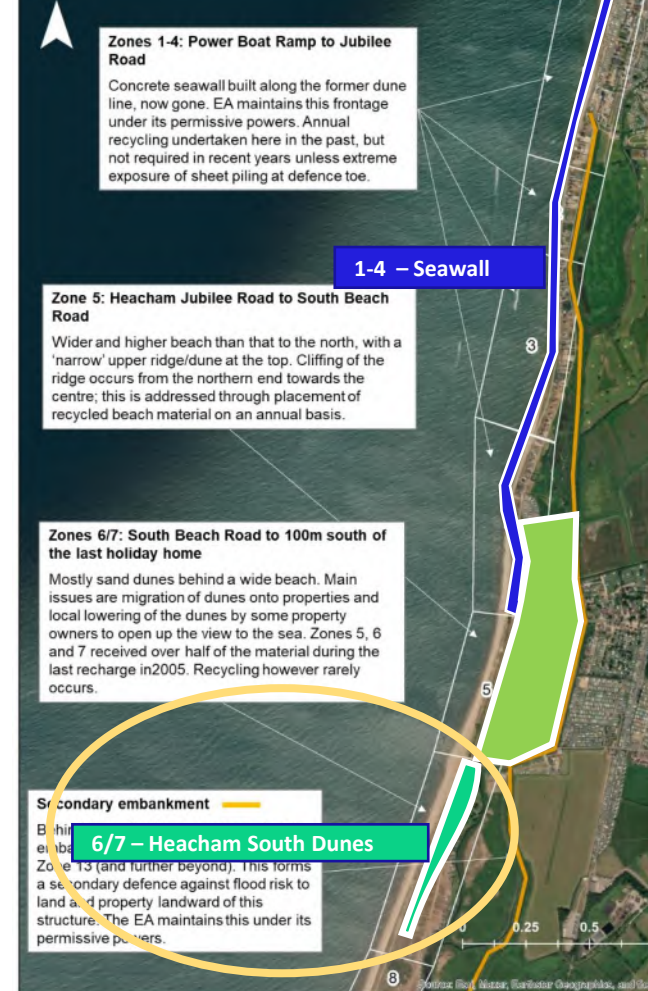 Zones 1-4: Power Boat Ramp to Jubilee
Road
Concrete seawall built along the former dune
line, now gone. EA maintains this frontage
under its permissive powers. Annual
recycling undertaken here in the past, but
not required in recent years unless extreme
exposure of sheet piling at defence toe.
1-4 – Seawall
Zone 5: Heacham Jubilee Road to South Beach
Road
Wider and higher beach than that to the north, with a
'narrow' upper ridge/dune at the top. Cliffing of the
ridge occurs from the northern end towards the
centre; this is addressed through placement of
recycled beach material on an annual basis.
3
Zones 6/7: South Beach Road to 100m south of
the last holiday home
Mostly sand dunes behind a wide beach. Main
issues are migration of dunes onto properties and
local lowering of the dunes by some property
owners to open up the view to the sea. Zones 5, 6
and 7 received over half of the material during the
last recharge in2005. Recycling however rarely
occurs.
5
Secondary embankment
6/7 – Heacham South Dunes
Zone 13 (and further beyond). This forms
a secondary defence against flood risk to
land and property landward of this
structure. The EA maintains this under its
permissive powers.
0 0.25 0.5
8